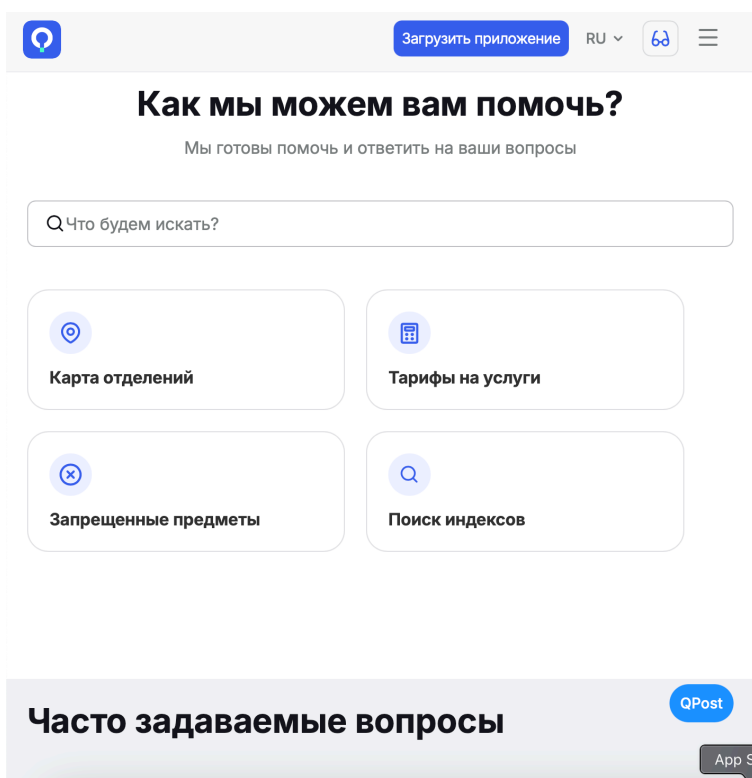 Загрузить приложение
RU
Как мы можем вам помочь?
Мы готовы помочь и ответить на ваши вопросы
Что будем искать?
Карта отделений
Тарифы на услуги
Запрещенные предметы
Поиск индексов
QPost
Часто задаваемые вопросы
App S